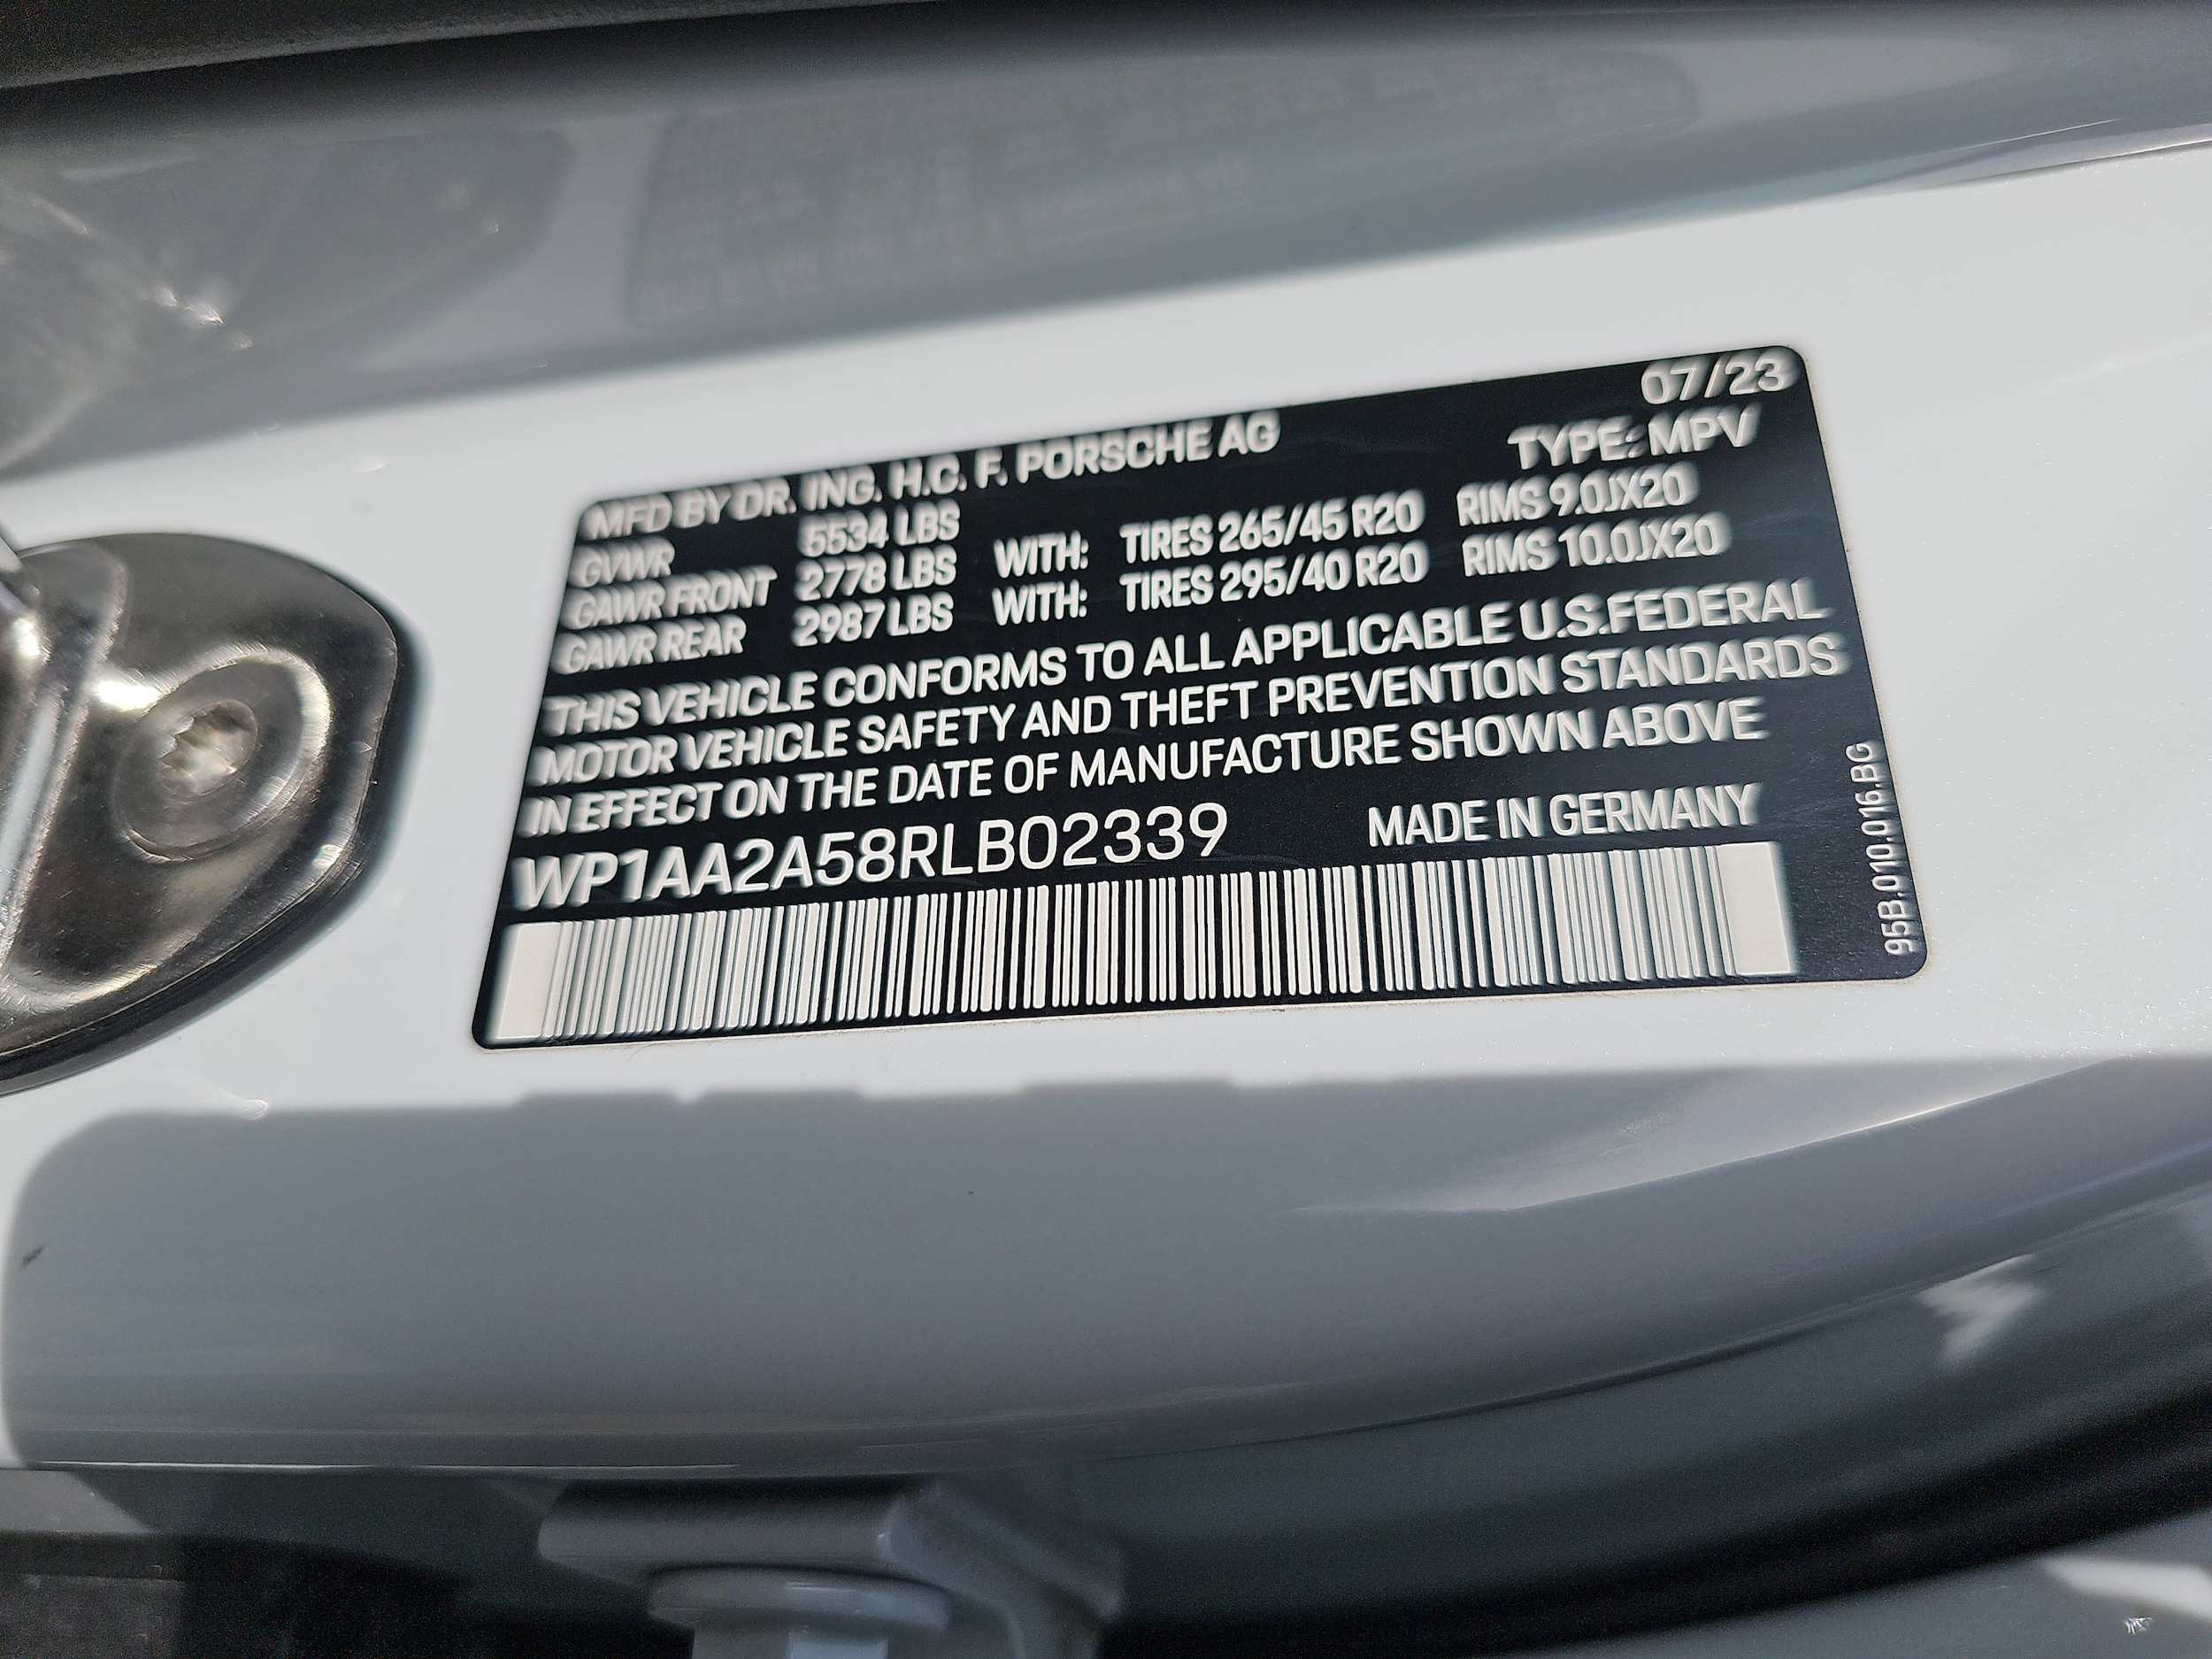 07/23
MFD BY DR. ING. H.C. F. PORSCHE AG TYPE: MPV
GVWR 5534 LBS
GAWR FRONT 2778 LBS WITH: TIRES 265/45 R20 RIMS 9.0JX20
GAWR REAR 2987 LBS WITH: TIRES 295/40 R20 RIMS 10.0JX20
THIS VEHICLE CONFORMS TO ALL APPLICABLE U.S.FEDERAL
MOTOR VEHICLE SAFETY AND THEFT PREVENTION STANDARDS
IN EFFECT ON THE DATE OF MANUFACTURE SHOWN ABOVE
WP1AA2A58RLB02339 MADE IN GERMANY
95B.010.016.BG